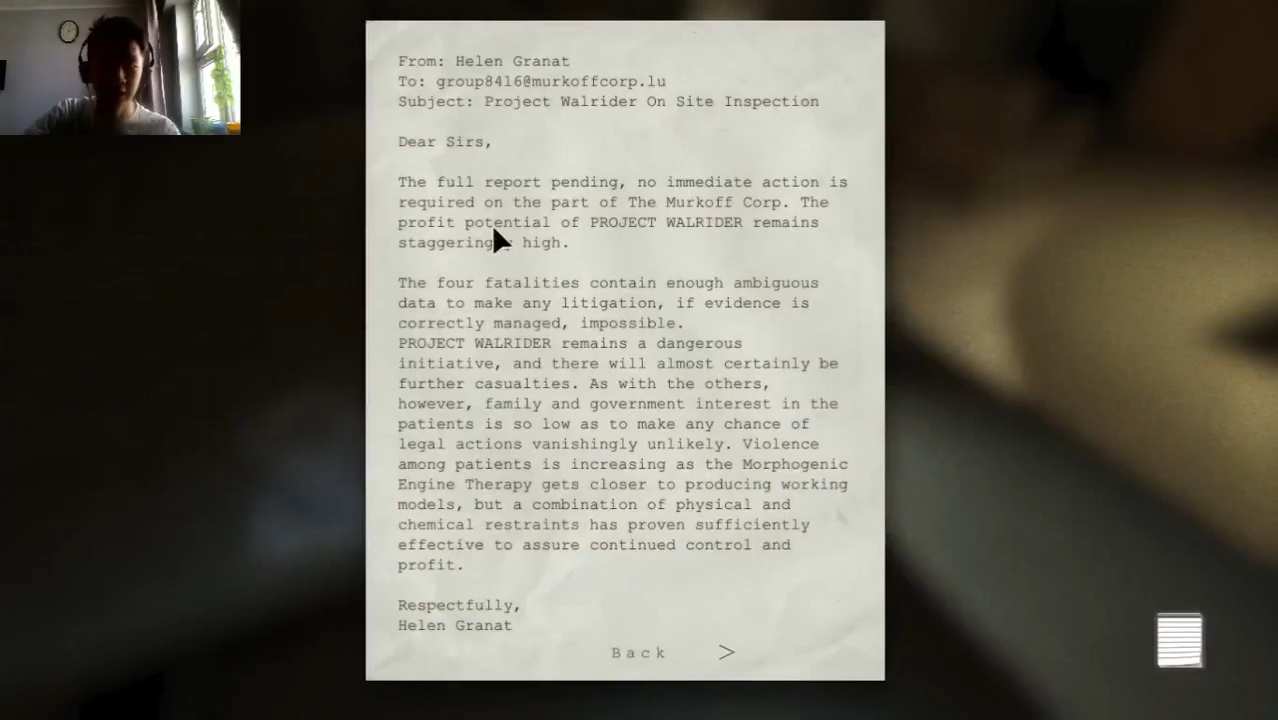 From: Helen Granat
To: group8416@murkoffcorp.lu
Subject: Project Walrider On Site Inspection
Dear Sirs,
The full report pending, no immediate action is
required on the part of The Murkoff Corp. The
profit potential of PROJECT WALRIDER remains
staggeringly high.
The four fatalities contain enough ambiguous
data to make any litigation, if evidence is
correctly managed, impossible.
PROJECT WALRIDER remains a dangerous
initiative, and there will almost certainly be
further casualties. As with the others,
however, family and government interest in the
patients is so low as to make any chance of
legal actions vanishingly unlikely. Violence
among patients is increasing as the Morphogenic
Engine Therapy gets closer to producing working
models, but a combination of physical and
chemical restraints has proven sufficiently
effective to assure continued control and
profit.
Respectfully,
Helen Granat
Back >